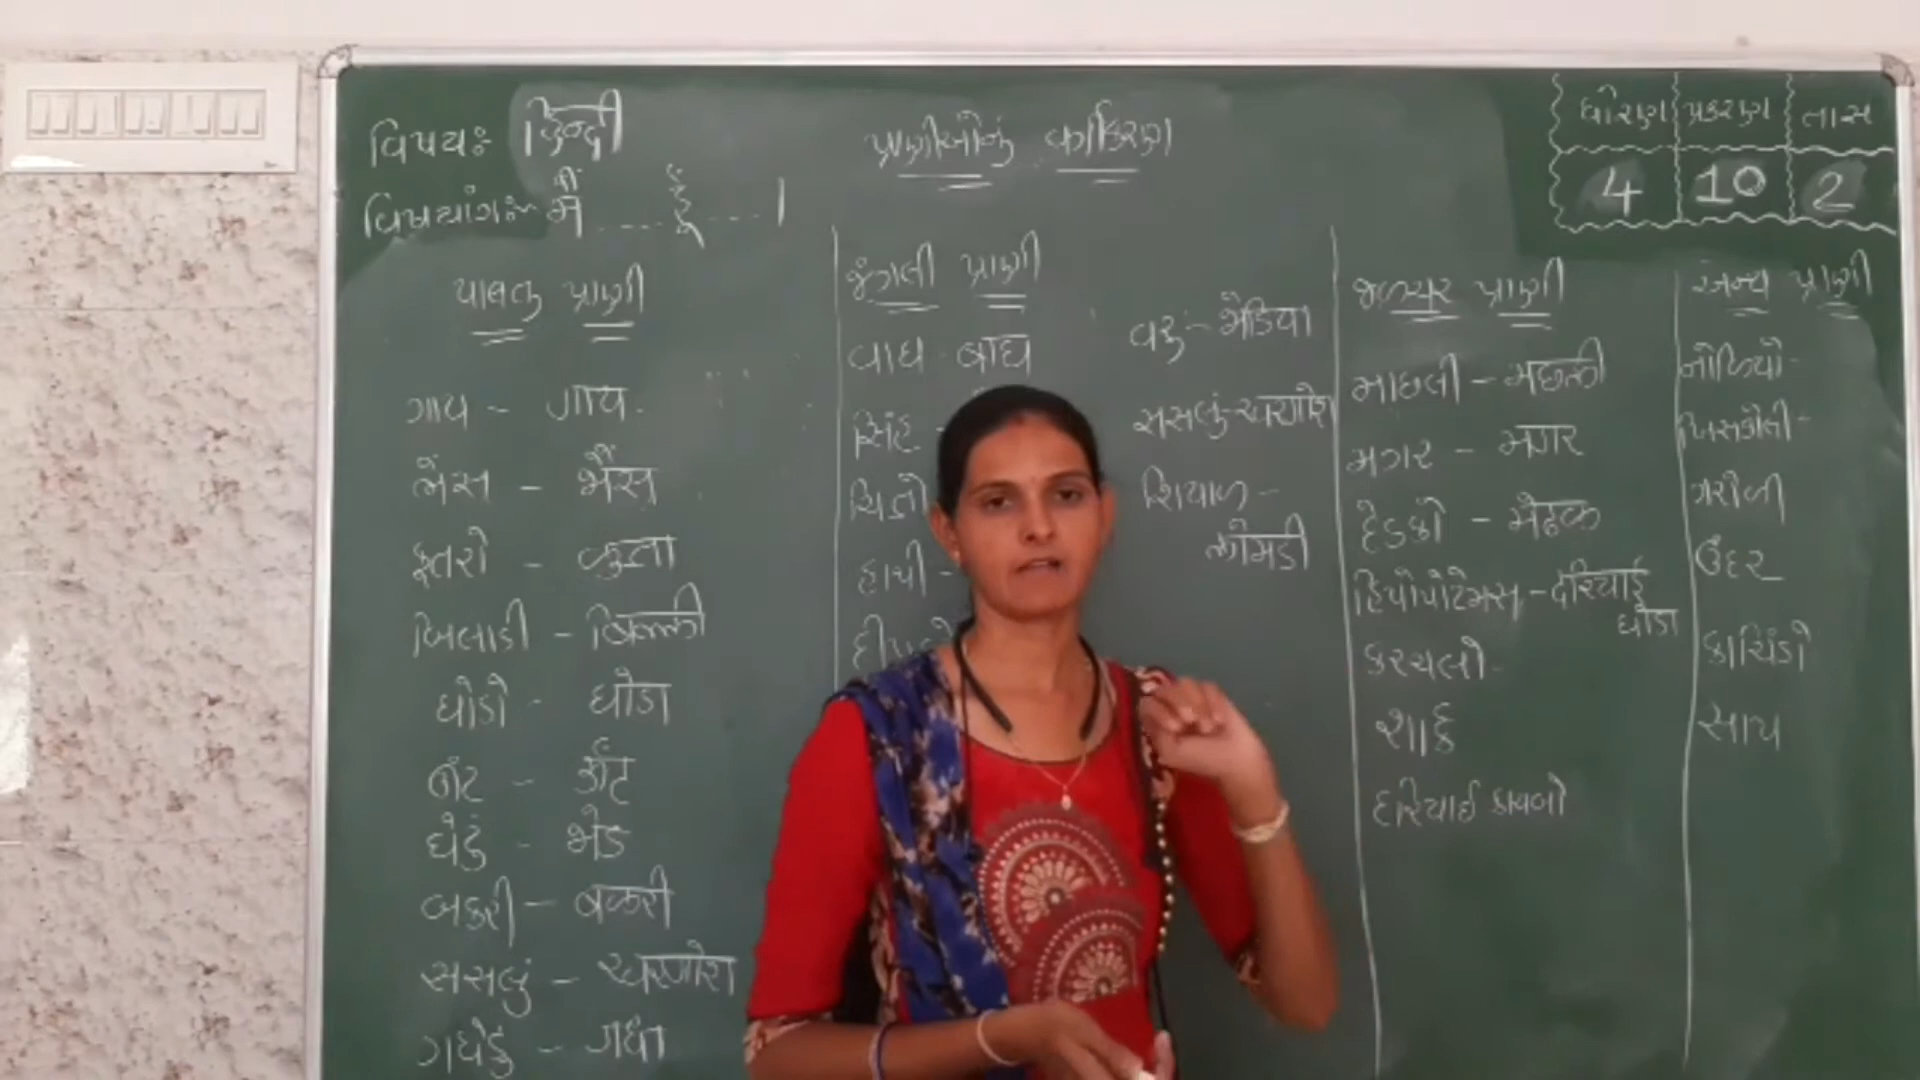 વિષય: हिन्दी
વિષયાંગ:- मैं ....हूँ....।
પ્રાણીઓનું વર્ગીકરણ
ધોરણ પ્રકરણ તાસ
4 10 2
પાલતુ પ્રાણી
ગાય - गाय
ભેંસ - भैंस
કૂતરો - कुत्ता
બિલાડી - बिल्ली
ઘોડો - घोडा
ઊંટ - ऊँट
ઘેટું - भेड
બકરી - बकरी
સસલું - खरगोश
ગધેડું - गधा
જંગલી પ્રાણી
વાઘ - बाघ
સિંહ -
ચિત્તો
હાથી -
વરુ - भेडिया
સસલું - खरगोश
શિયાળ -
लोमडी
જળચર પ્રાણી
માછલી - मछली
મગર - मगर
દેડકો - मेढक
હિપોપોટેમસ - दरियाई
घोडा
કરચલો -
શાર્ક
દરિયાઈ કાચબો
અન્ય પ્રાણી
નોળિયો -
ખિસકોલી -
ગરોળી
ઉંદર
કાચિંડો
સાપ